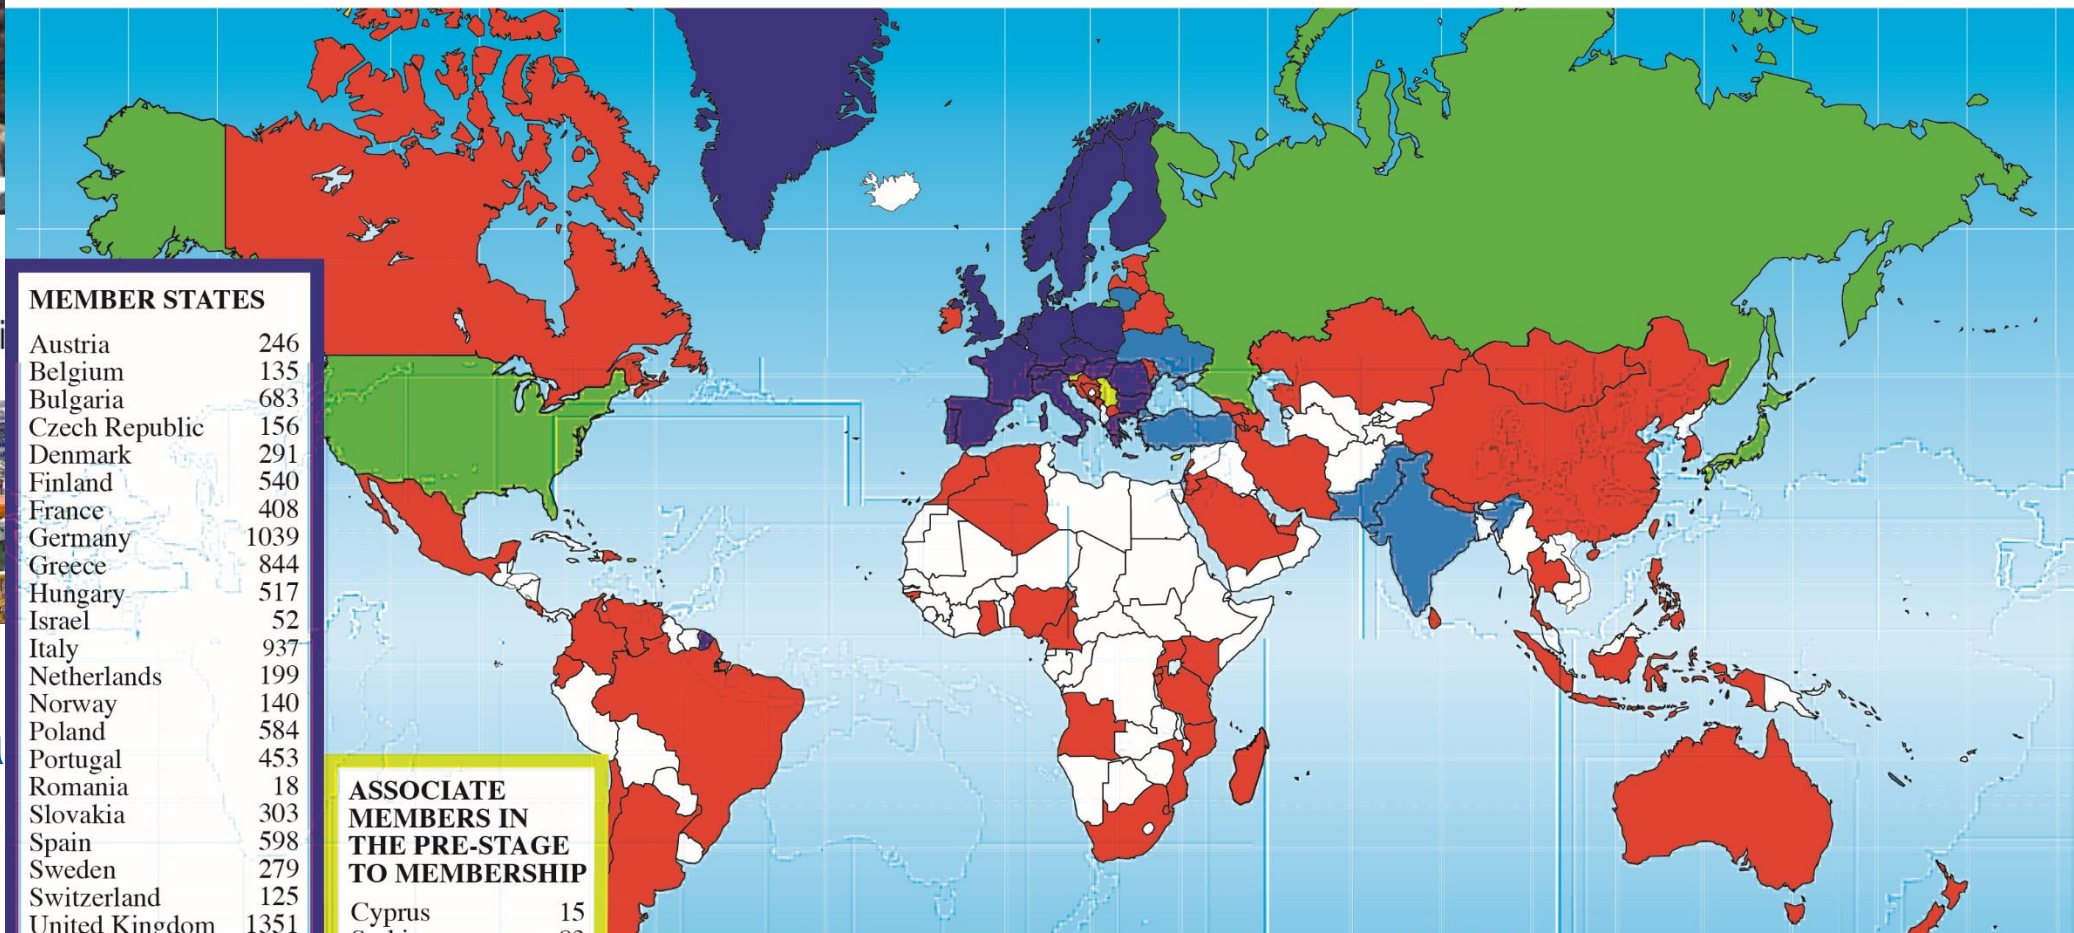 MEMBER STATES
Austria 246
Belgium 135
Bulgaria 683
Czech Republic 156
Denmark 291
Finland 540
France 408
Germany 1039
Greece 844
Hungary 517
Israel 52
Italy 937
Netherlands 199
Norway 140
Poland 584
Portugal 453
Romania 18
Slovakia 303
Spain 598
Sweden 279
Switzerland 125
United Kingdom 1351
ASSOCIATE
MEMBERS IN
THE PRE-STAGE
TO MEMBERSHIP
Cyprus 15